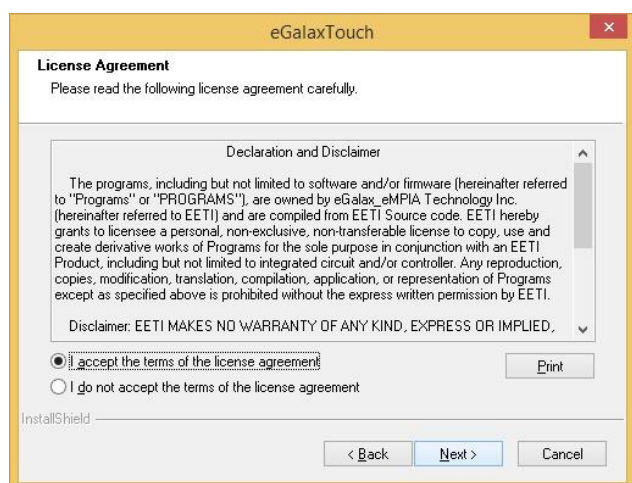 eGalaxTouch
License Agreement
Please read the following license agreement carefully.
Declaration and Disclaimer
The programs, including but not limited to software and/or firmware (hereinafter referred
to "Programs" or "PROGRAMS"), are owned by eGalax_eMPIA Technology Inc.
(hereinafter referred to EETI) and are compiled from EETI Source code. EETI hereby
grants to licensee a personal, non-exclusive, non-transferable license to copy, use and
create derivative works of Programs for the sole purpose in conjunction with an EETI
Product, including but not limited to integrated circuit and/or controller. Any reproduction,
copies, modification, translation, compilation, application, or representation of Programs
except as specified above is prohibited without the express written permission by EETI.
Disclaimer: EETI MAKES NO WARRANTY OF ANY KIND, EXPRESS OR IMPLIED,
I accept the terms of the license agreement
Print
I do not accept the terms of the license agreement
InstallShield
< Back Next > Cancel